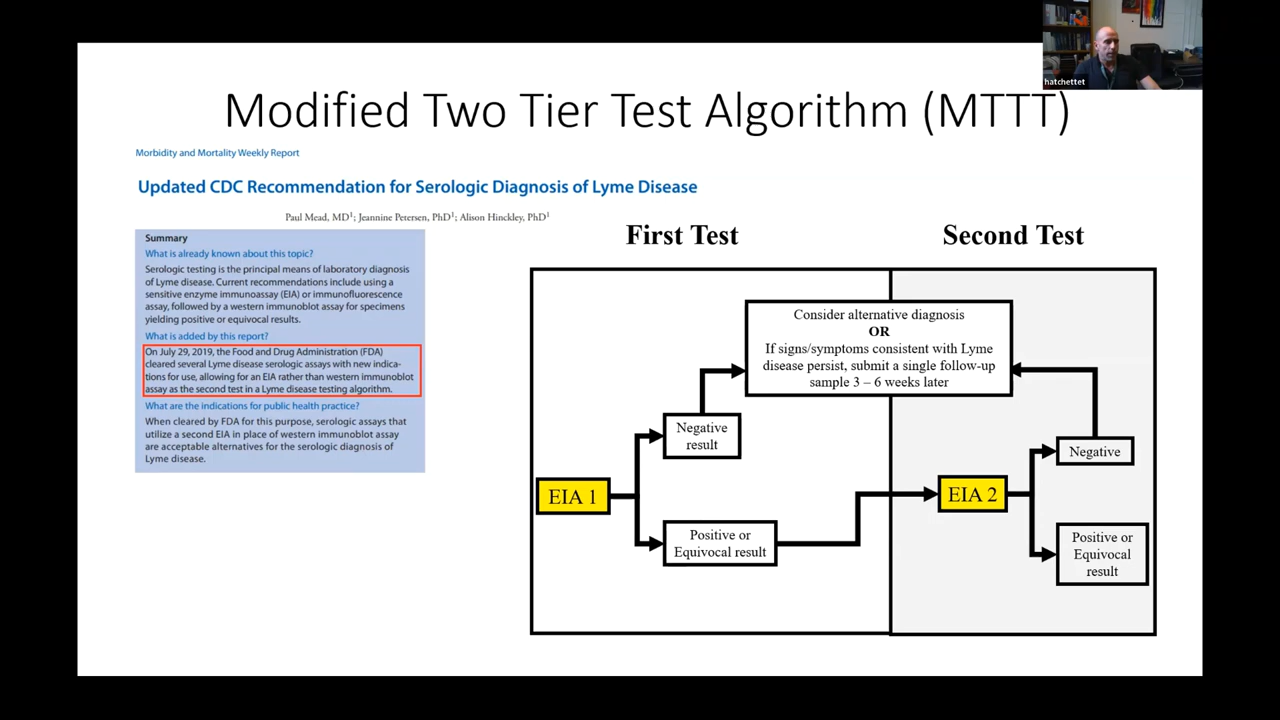 hatchettet
Modified Two Tier Test Algorithm (MTTT)
Morbidity and Mortality Weekly Report
Updated CDC Recommendation for Serologic Diagnosis of Lyme Disease
Paul Mead, MD1; Jeannine Petersen, PhD1; Alison Hinckley, PhD1
Summary
What is already known about this topic?
Serologic testing is the principal means of laboratory diagnosis
of Lyme disease. Current recommendations include using a
sensitive enzyme immunoassay (EIA) or immunofluorescence
assay, followed by a western immunoblot assay for specimens
yielding positive or equivocal results.
What is added by this report?
On July 29, 2019, the Food and Drug Administration (FDA)
cleared several Lyme disease serologic assays with new indica-
tions for use, allowing for an EIA rather than western immunoblot
assay as the second test in a Lyme disease testing algorithm.
What are the indications for public health practice?
When cleared by FDA for this purpose, serologic assays that
utilize a second EIA in place of western immunoblot assay
are acceptable alternatives for the serologic diagnosis of
Lyme disease.
First Test
Second Test
Consider alternative diagnosis
OR
If signs/symptoms consistent with Lyme
disease persist, submit a single follow-up
sample 3 – 6 weeks later
Negative
result
EIA 1
Positive or
Equivocal result
EIA 2
Negative
Positive or
Equivocal
result